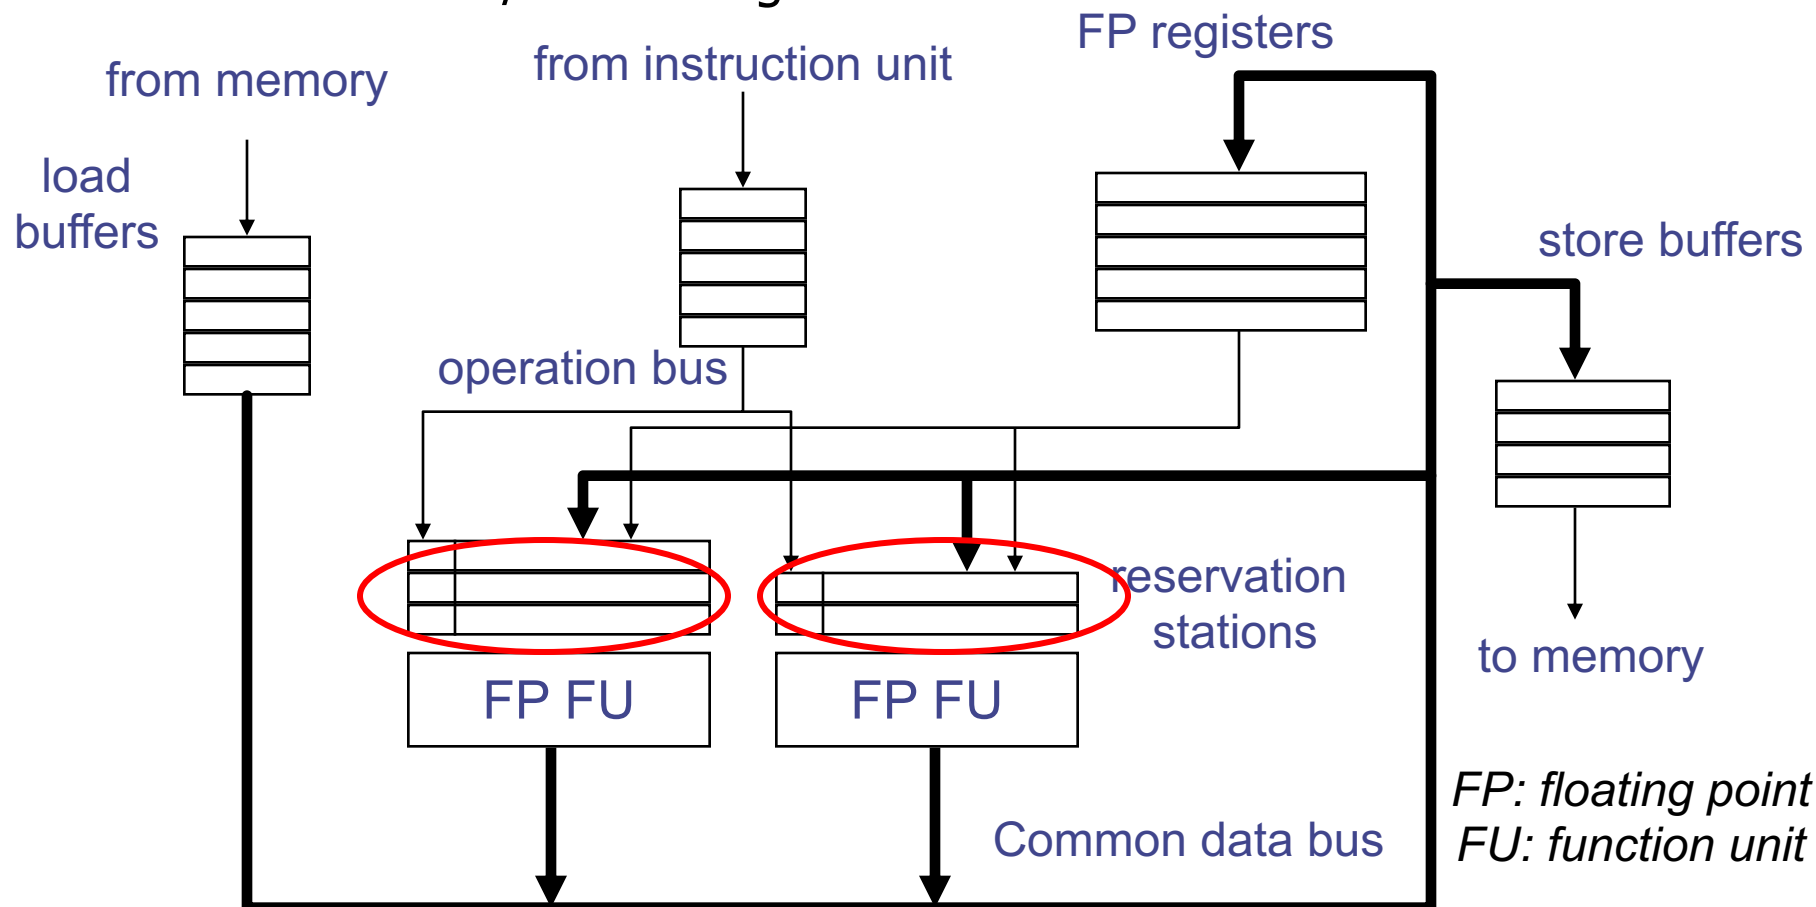 FP registers
from instruction unit
from memory
load
buffers
store buffers
operation bus
reservation
stations
to memory
FP FU
FP FU
FP: floating point
Common data bus
FU: function unit